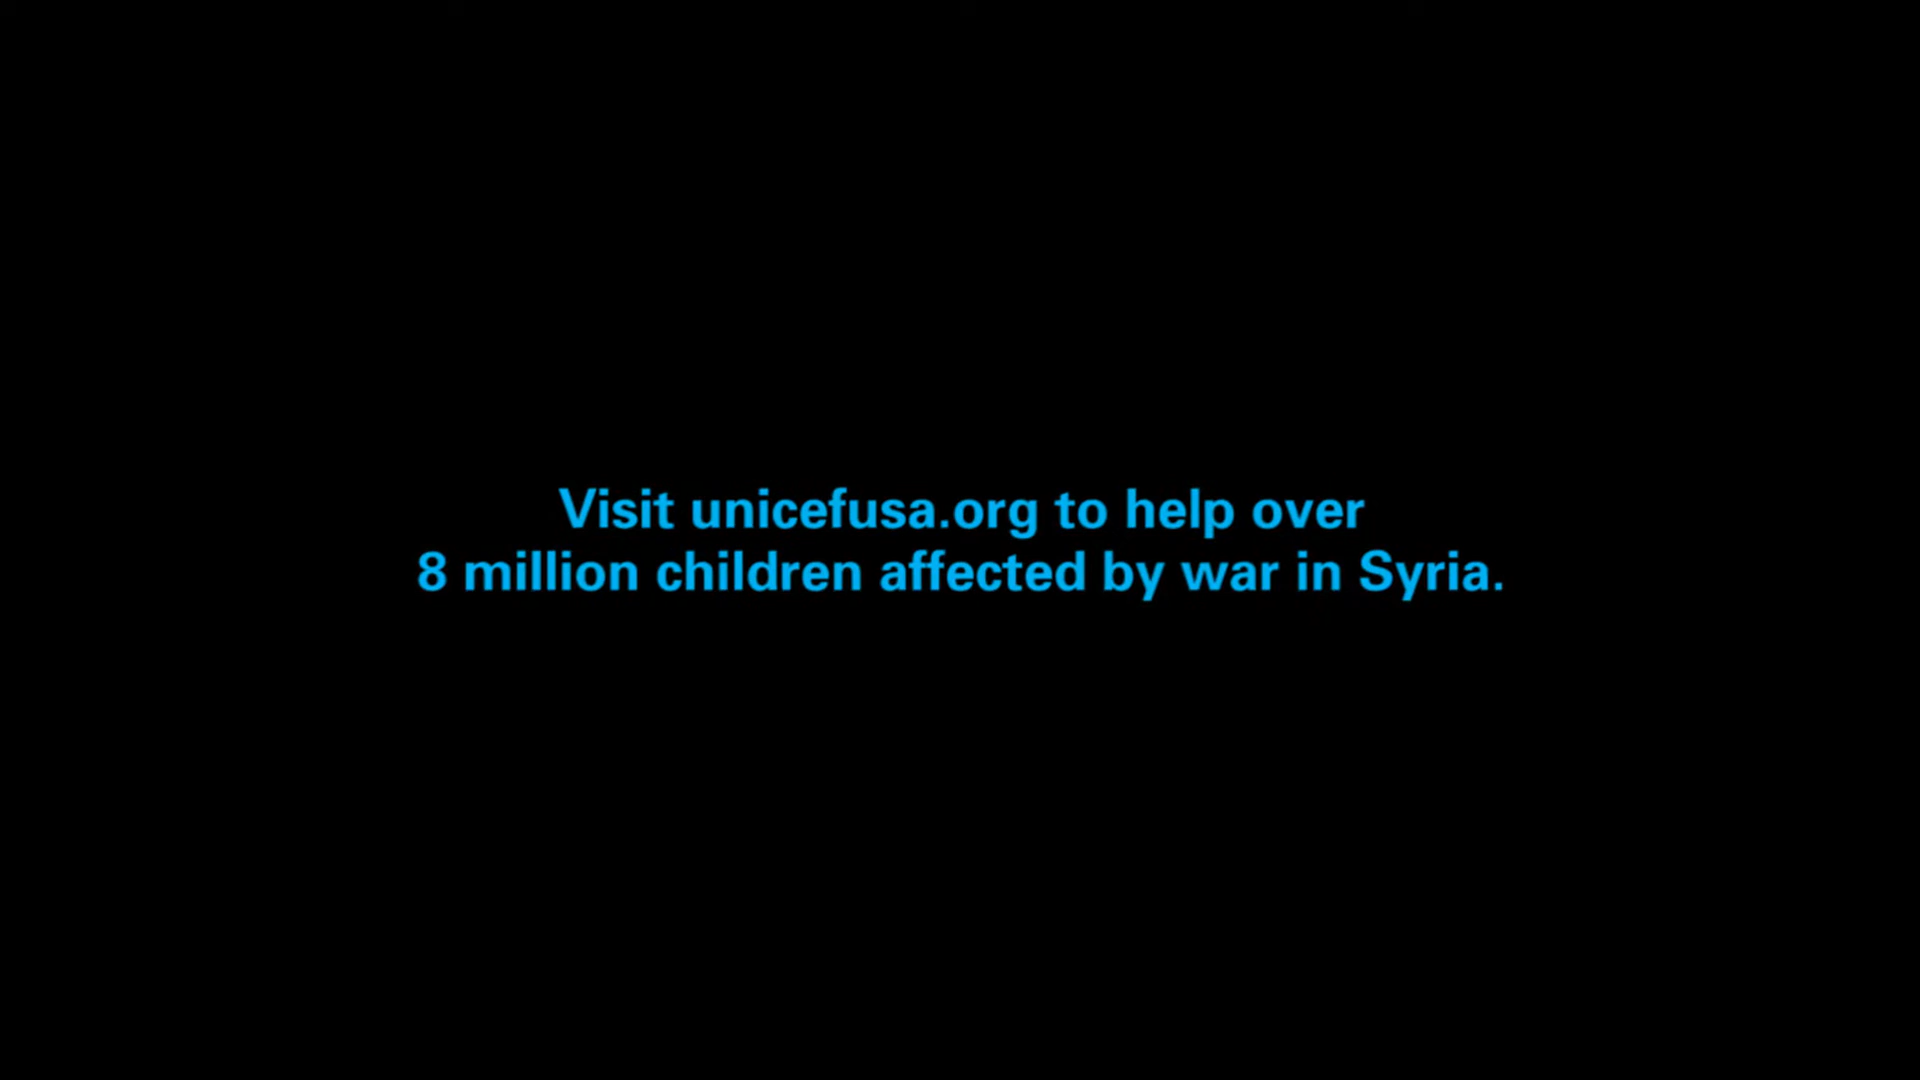 Visit unicefusa.org to help over
8 million children affected by war in Syria.